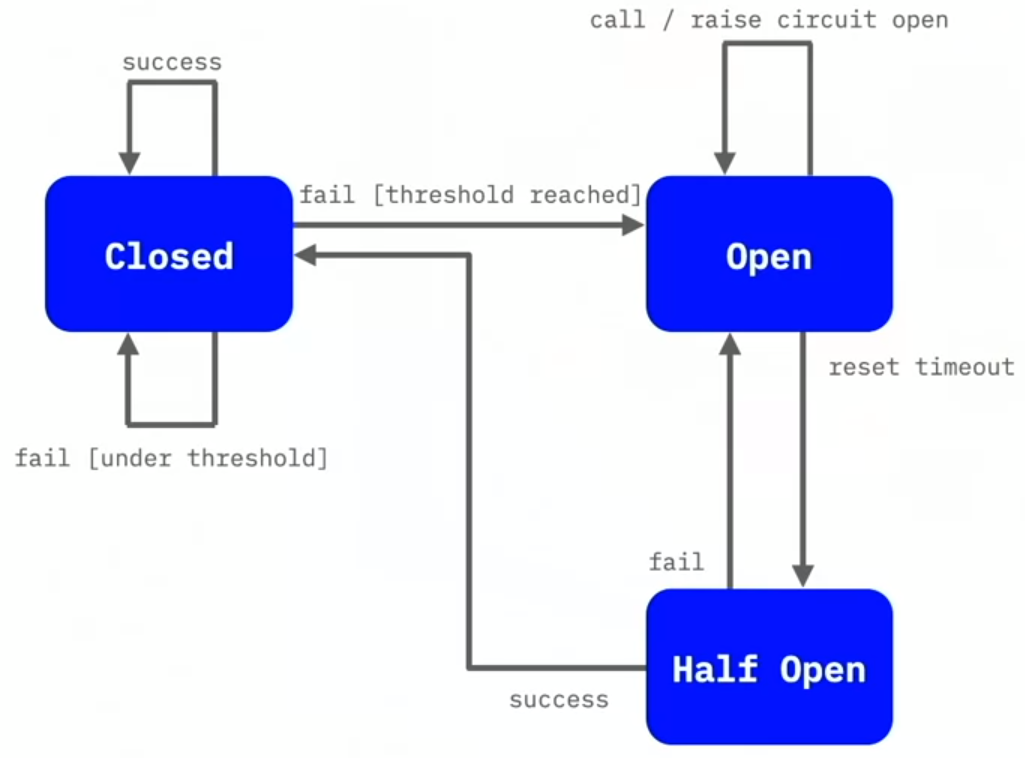 call / raise circuit open
success
fail [threshold reached]
Closed
Open
reset timeout
fail [under threshold]
fail
Half Open
success